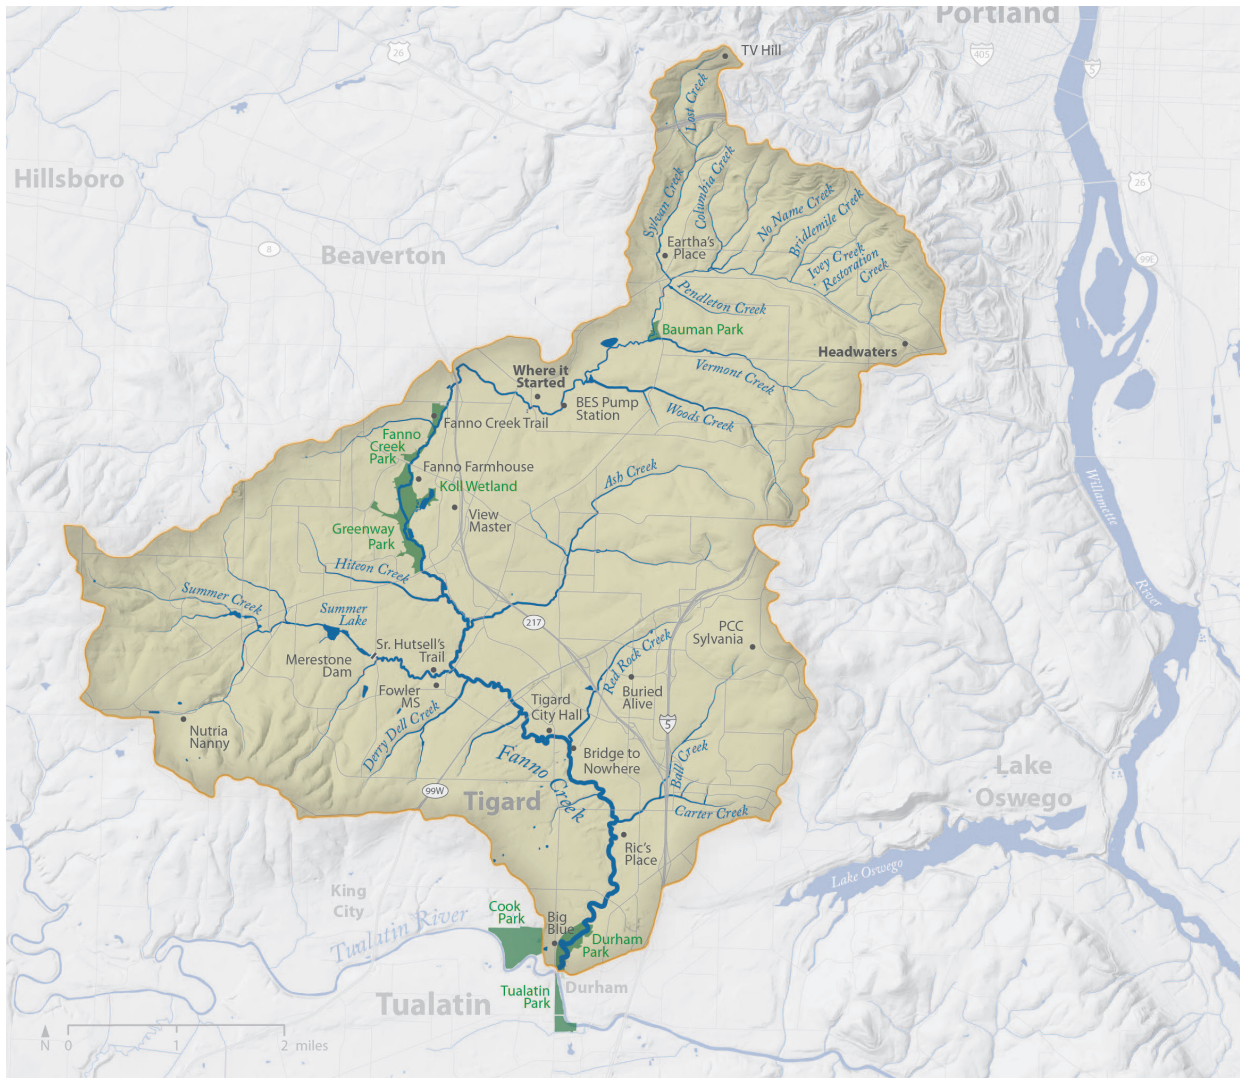 Portland
26
405
5
TV Hill
Lost Creek
Hillsboro
Columbia Creek
Sylvan Creek
26
No Name Creek
Bridlemile Creek
8
Beaverton
Eartha's
Place
Ivey Creek
Restoration
Creek
99E
Pendleton Creek
Bauman Park
Headwaters
Where it
Started
Vermont Creek
BES Pump
Station
Woods Creek
Fanno Creek Trail
Fanno
Creek
Park
Fanno Farmhouse
Koll Wetland
Ash Creek
View
Master
Greenway
Park
Willamette
River
Hiteon Creek
Summer Creek
Summer
Lake
217
PCC
Sylvania
Sr. Hutsell's
Trail
Merestone
Dam
Red Rock Creek
Fowler
MS
Buried
Alive
Tigard
City Hall
Derry Dell Creek
Nutria
Nanny
5
Bridge to
Nowhere
Fanno Creek
Ball Creek
Lake
Oswego
99W
Tigard
Carter Creek
Ric's
Place
Lake Oswego
King
City
Cook
Park
Big
Blue
Tualatin River
Durham
Park
Tualatin
Park
Durham
Tualatin
N
0 1 2 miles